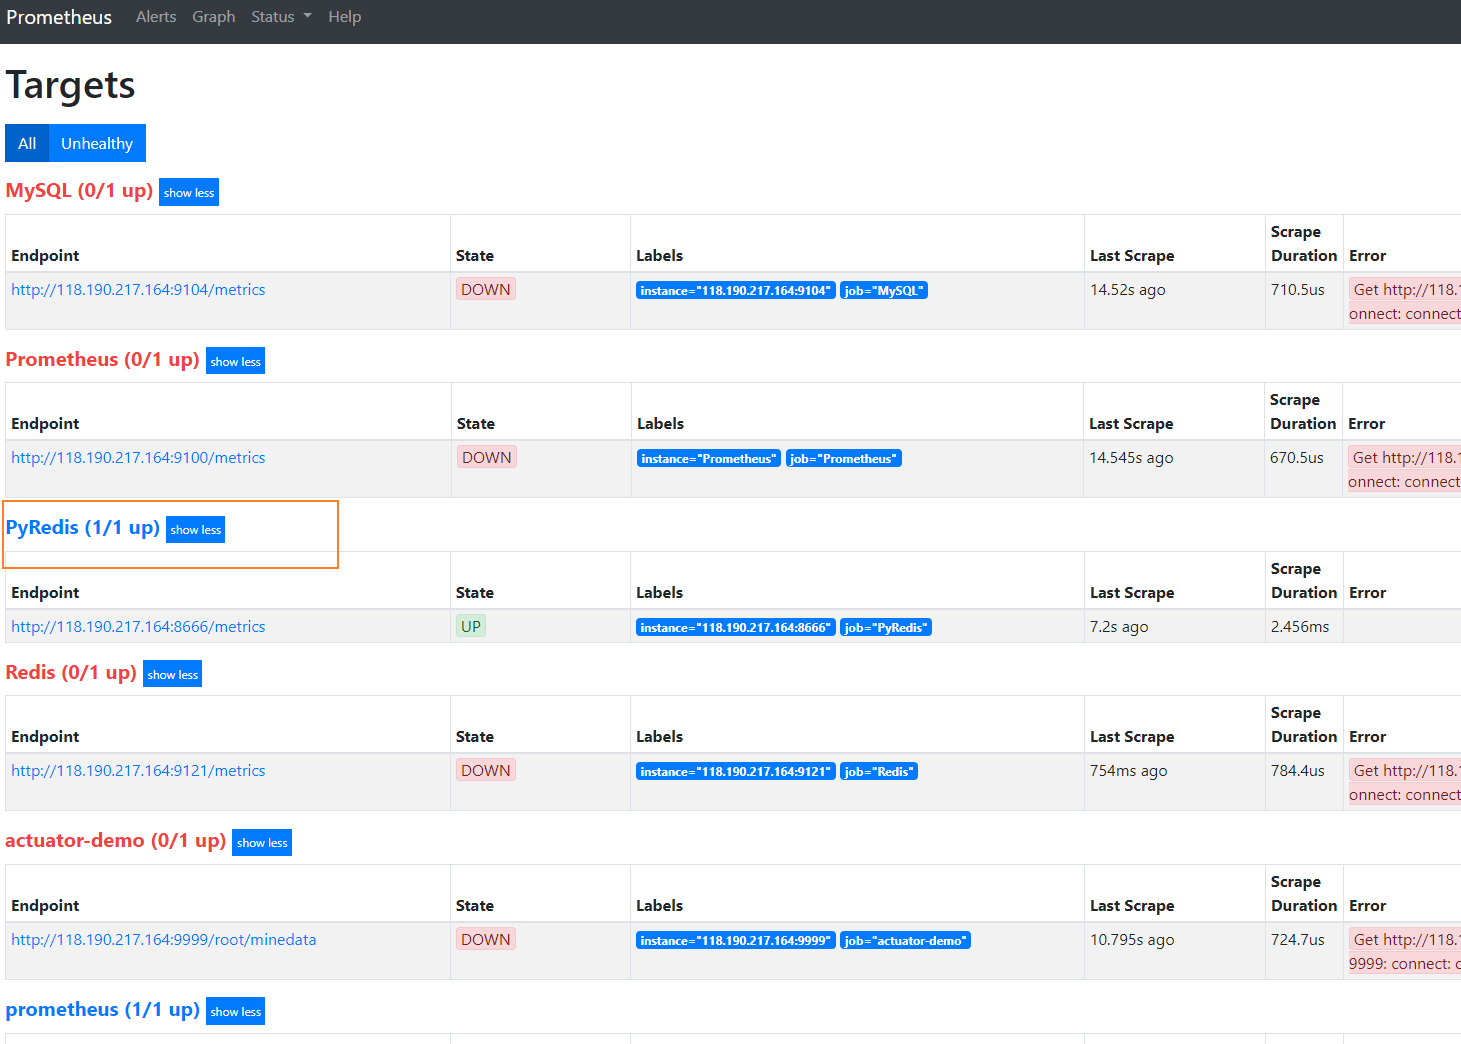 Prometheus Alerts Graph Status Help
Targets
All Unhealthy
MySQL (0/1 up) show less
Endpoint State Labels Last Scrape Scrape Duration Error
http://118.190.217.164:9104/metrics DOWN instance="118.190.217.164:9104" job="MySQL" 14.52s ago 710.5us Get http://118.
onnect: connect
Prometheus (0/1 up) show less
Endpoint State Labels Last Scrape Scrape Duration Error
http://118.190.217.164:9100/metrics DOWN instance="Prometheus" job="Prometheus" 14.545s ago 670.5us Get http://118.
onnect: connect
PyRedis (1/1 up) show less
Endpoint State Labels Last Scrape Scrape Duration Error
http://118.190.217.164:8666/metrics UP instance="118.190.217.164:8666" job="PyRedis" 7.2s ago 2.456ms
Redis (0/1 up) show less
Endpoint State Labels Last Scrape Scrape Duration Error
http://118.190.217.164:9121/metrics DOWN instance="118.190.217.164:9121" job="Redis" 754ms ago 784.4us Get http://118.
onnect: connect
actuator-demo (0/1 up) show less
Endpoint State Labels Last Scrape Scrape Duration Error
http://118.190.217.164:9999/root/minedata DOWN instance="118.190.217.164:9999" job="actuator-demo" 10.795s ago 724.7us Get http://118.
9999: connect: c
prometheus (1/1 up) show less